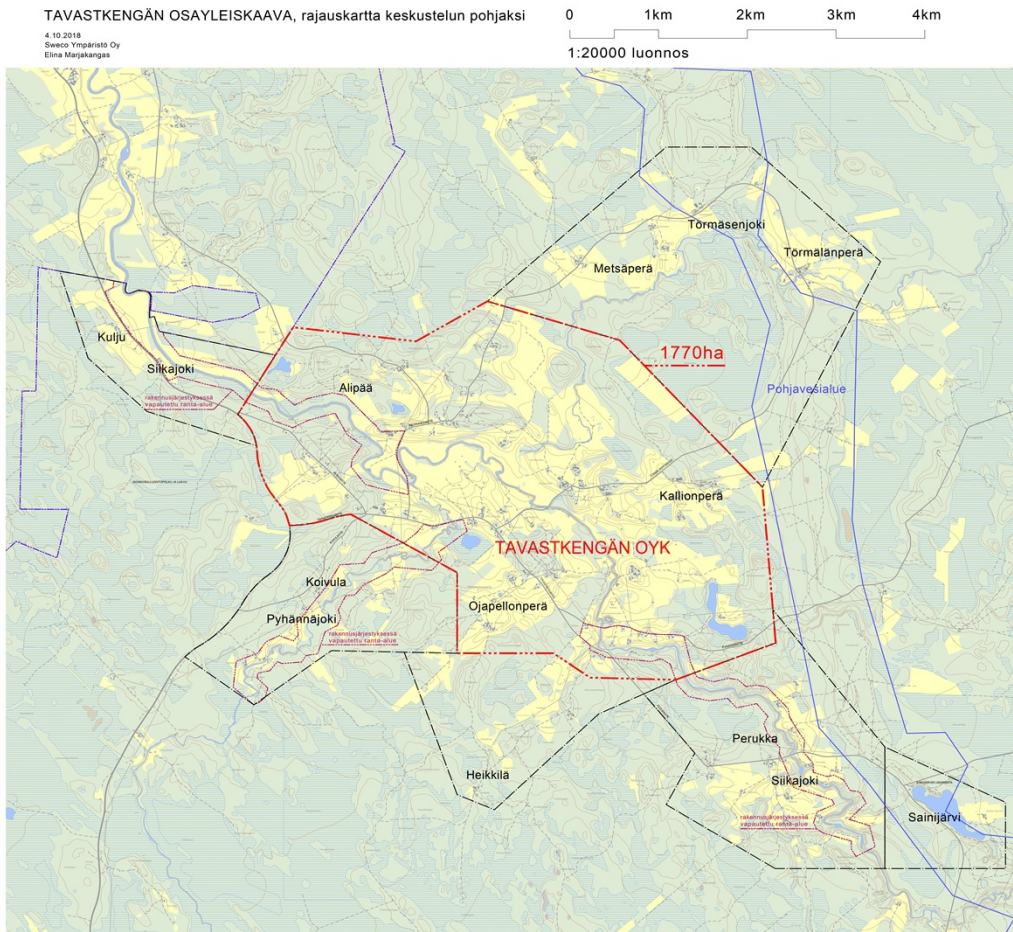 TAVASTKENGÄN OSAYLEISKAAVA, rajauskartta keskustelun pohjaksi
4.10.2018
Sweco Ympäristö Oy
Elina Marjakangas
0 1km 2km 3km 4km
1:20000 luonnos
Törmäsenjoki
Törmälänperä
Metsäperä
Kulju
Siikajoki
1770ha
Alipää
Pohjavesialue
rakennusjärjestyksessä
vapautettu ranta-alue
Kallionperä
TAVASTKENGÄN OYK
Koivula
Ojapellonperä
Pyhännäjoki
rakennusjärjestyksessä
vapautettu ranta-alue
Perukka
Heikkilä
Siikajoki
Sainijärvi
rakennusjärjestyksessä
vapautettu ranta-alue